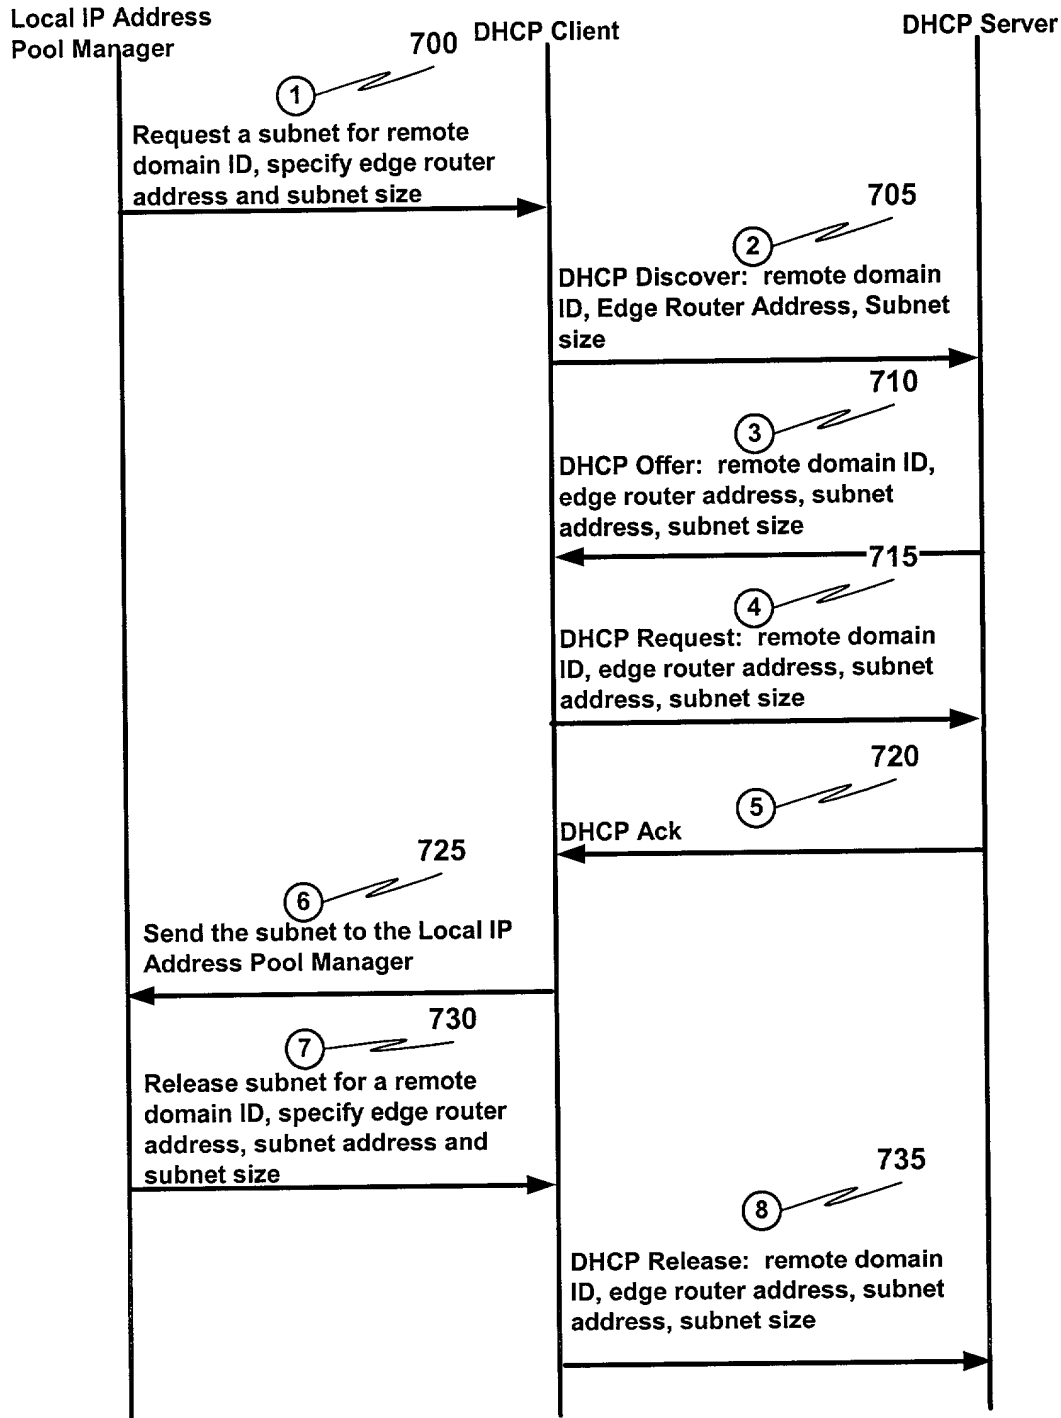 Local IP Address
Pool Manager
DHCP Client
DHCP Server
700
1
Request a subnet for remote
domain ID, specify edge router
address and subnet size
705
2
DHCP Discover: remote domain
ID, Edge Router Address, Subnet
size
710
3
DHCP Offer: remote domain ID,
edge router address, subnet
address, subnet size
715
4
DHCP Request: remote domain
ID, edge router address, subnet
address, subnet size
720
5
DHCP Ack
725
6
Send the subnet to the Local IP
Address Pool Manager
730
7
Release subnet for a remote
domain ID, specify edge router
address, subnet address and
subnet size
735
8
DHCP Release: remote domain
ID, edge router address, subnet
address, subnet size